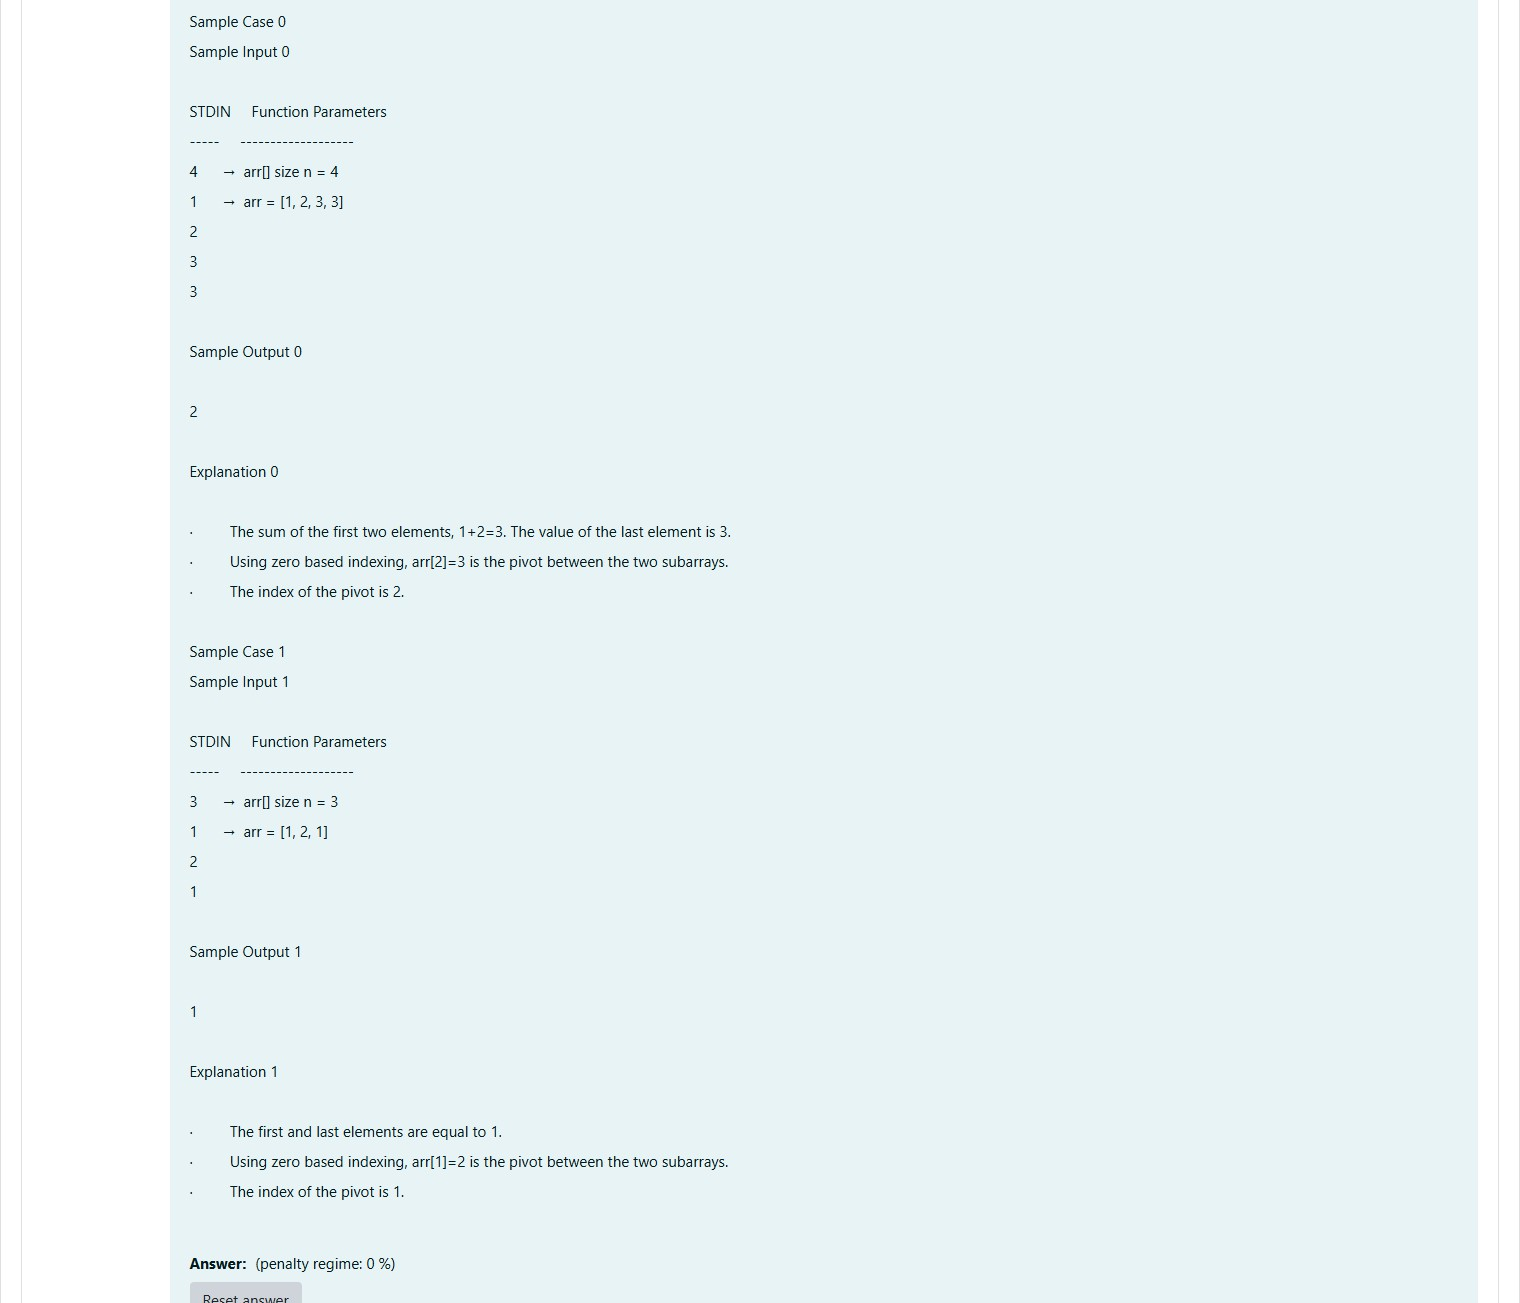 Sample Case 0
Sample Input 0
STDIN Function Parameters
----- -------------------
4 → arr[] size n = 4
1 → arr = [1, 2, 3, 3]
2
3
3
Sample Output 0
2
Explanation 0
· The sum of the first two elements, 1+2=3. The value of the last element is 3.
· Using zero based indexing, arr[2]=3 is the pivot between the two subarrays.
· The index of the pivot is 2.
Sample Case 1
Sample Input 1
STDIN Function Parameters
----- -------------------
3 → arr[] size n = 3
1 → arr = [1, 2, 1]
2
1
Sample Output 1
1
Explanation 1
· The first and last elements are equal to 1.
· Using zero based indexing, arr[1]=2 is the pivot between the two subarrays.
· The index of the pivot is 1.
Answer: (penalty regime: 0 %)
Reset answer